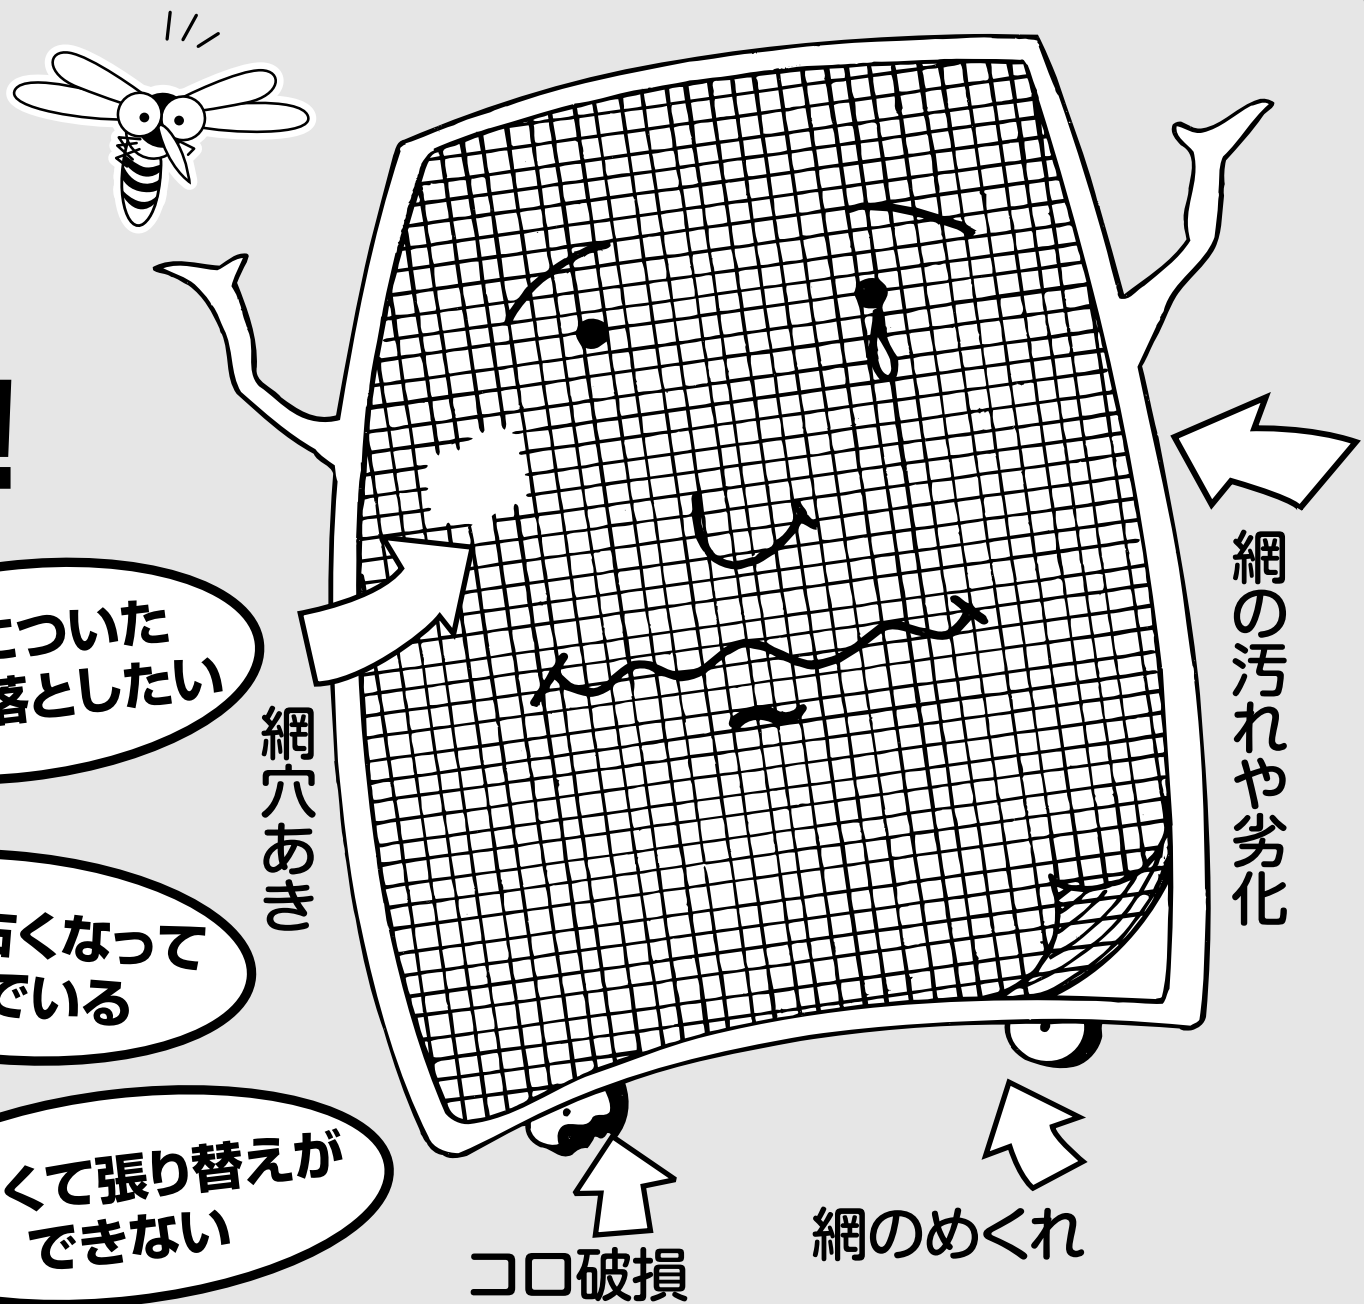 !
についた
落としたい
古くなって
でいる
くて張り替えが
できない
網穴あき
コロ破損
網のめくれ
網の汚れや劣化